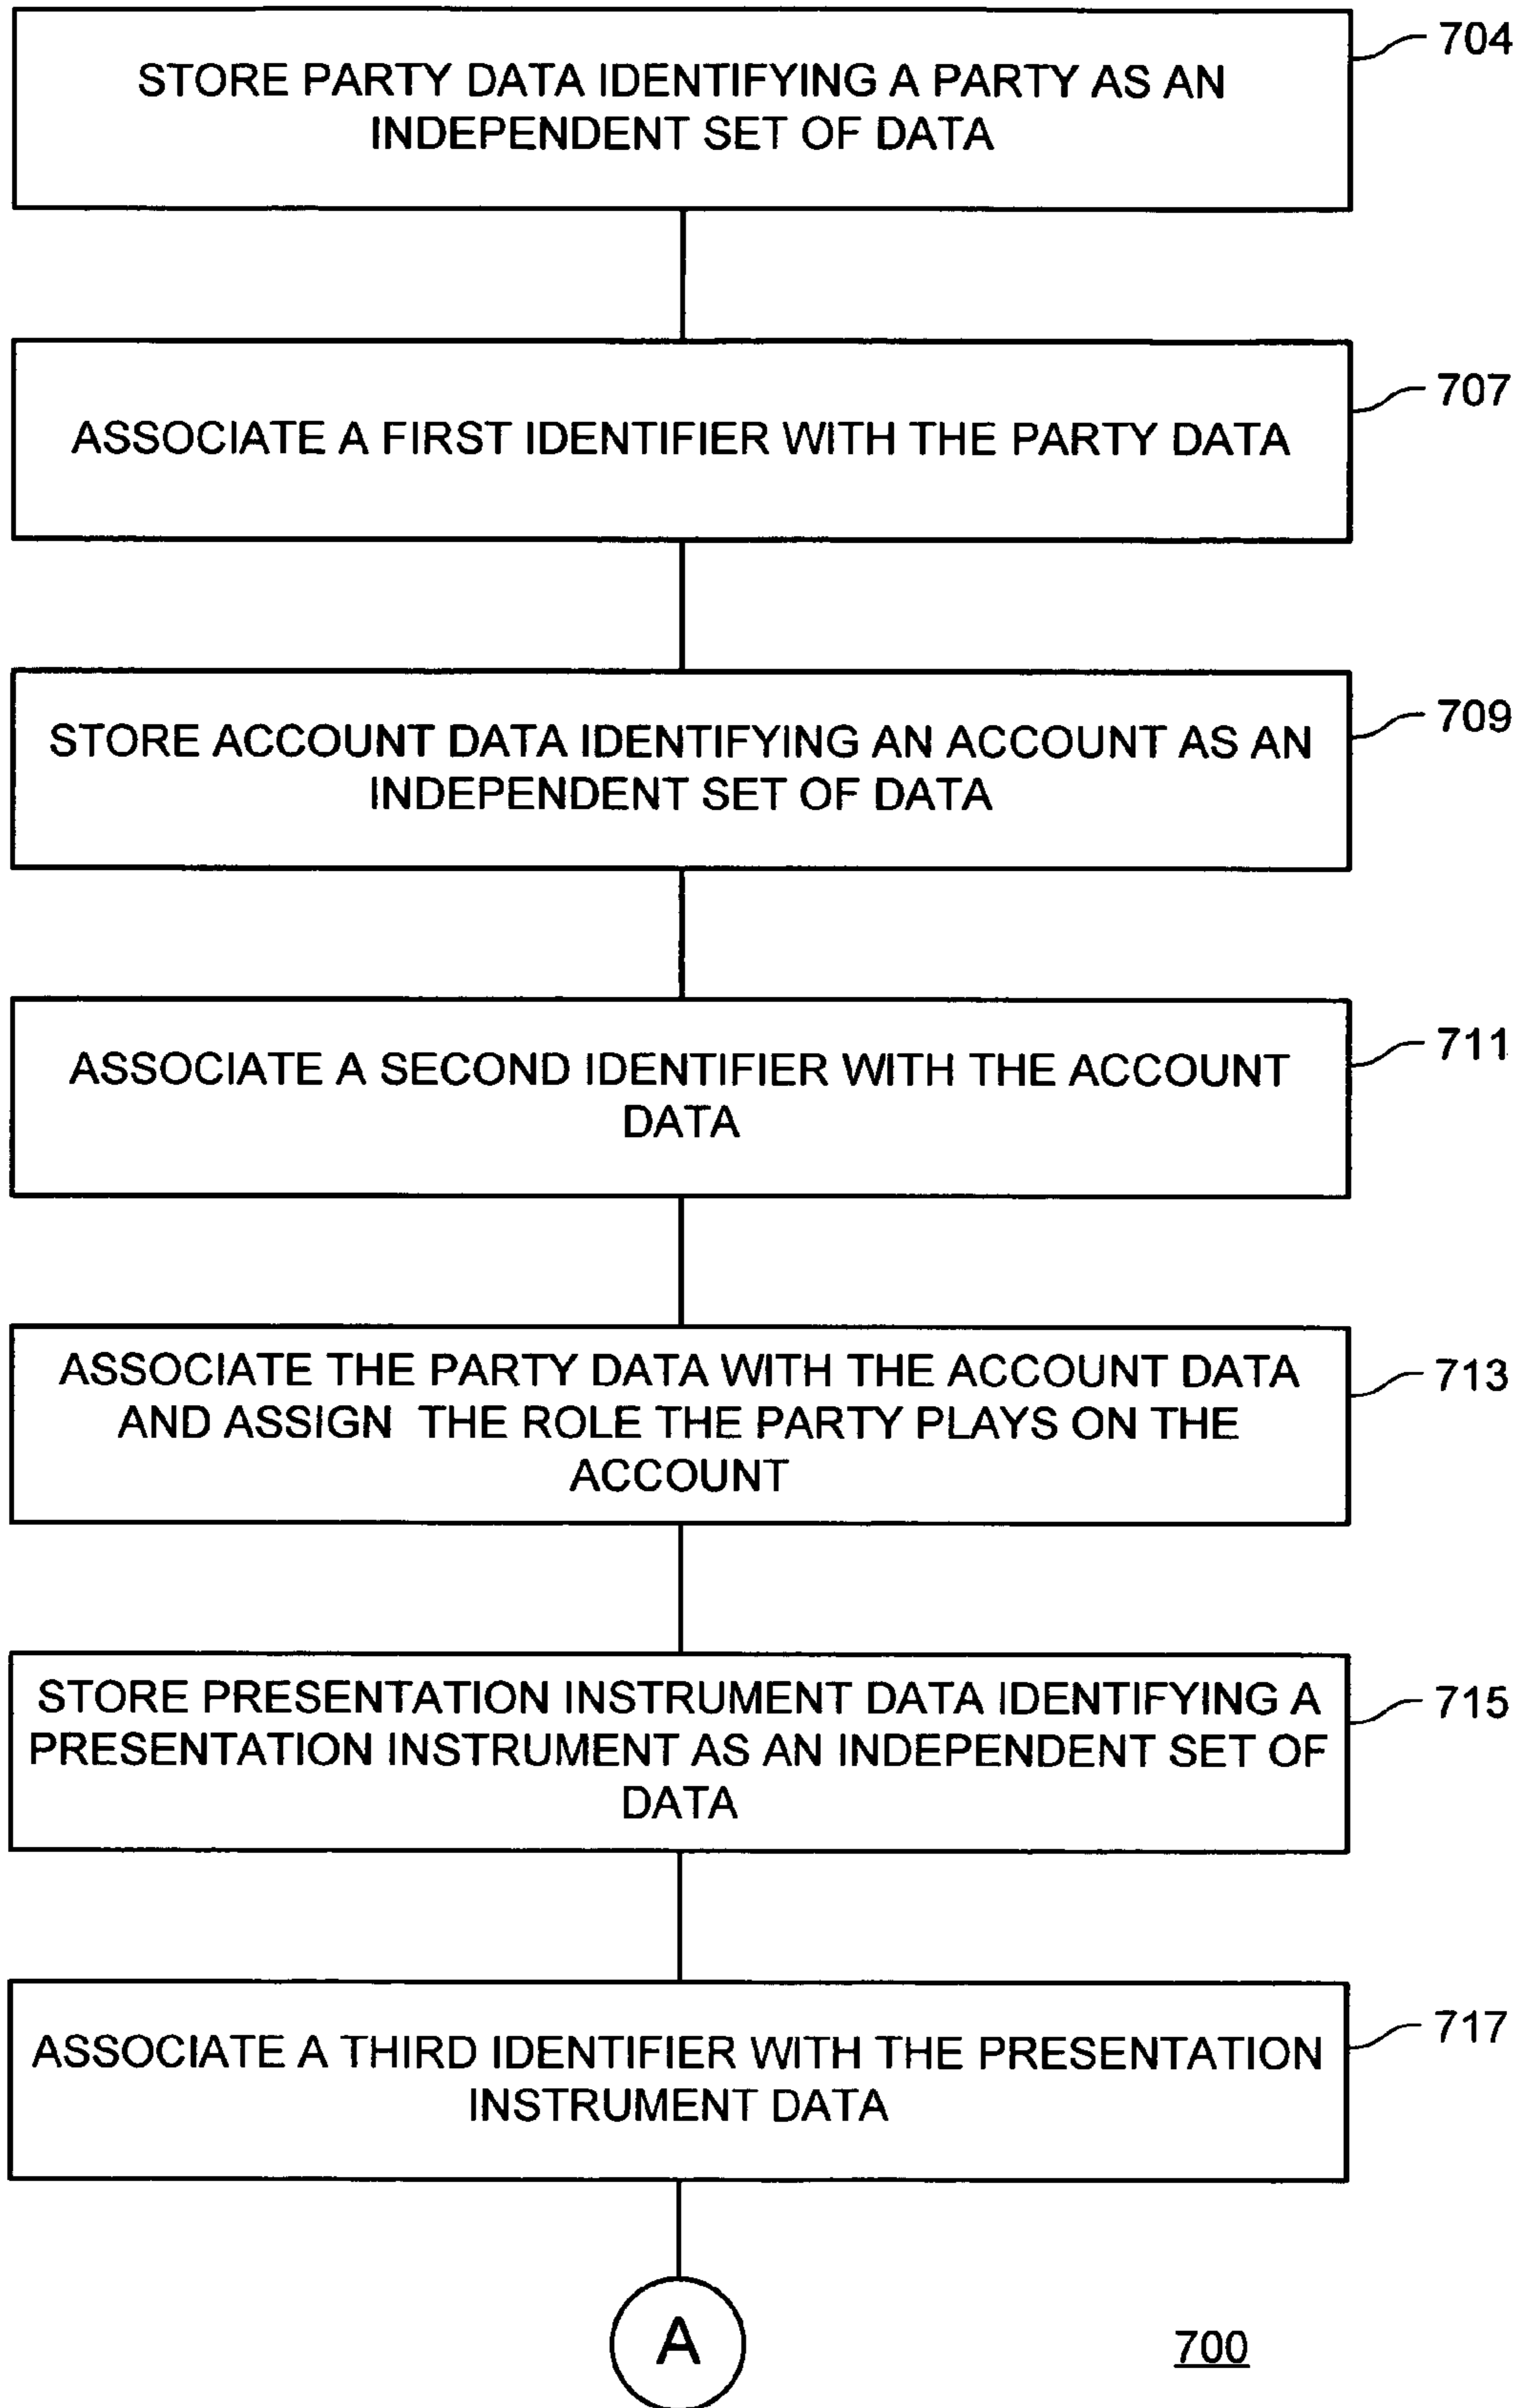 STORE PARTY DATA IDENTIFYING A PARTY AS AN
INDEPENDENT SET OF DATA
704
ASSOCIATE A FIRST IDENTIFIER WITH THE PARTY DATA
707
STORE ACCOUNT DATA IDENTIFYING AN ACCOUNT AS AN
INDEPENDENT SET OF DATA
709
ASSOCIATE A SECOND IDENTIFIER WITH THE ACCOUNT
DATA
711
ASSOCIATE THE PARTY DATA WITH THE ACCOUNT DATA
AND ASSIGN THE ROLE THE PARTY PLAYS ON THE
ACCOUNT
713
STORE PRESENTATION INSTRUMENT DATA IDENTIFYING A
PRESENTATION INSTRUMENT AS AN INDEPENDENT SET OF
DATA
715
ASSOCIATE A THIRD IDENTIFIER WITH THE PRESENTATION
INSTRUMENT DATA
717
A
700